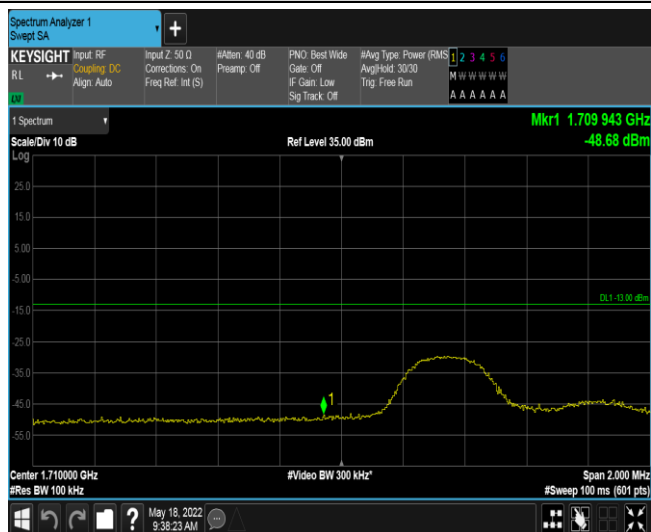 Spectrum Analyzer 1
Swept SA
+
KEYSIGHT
RL
Input: RF
Coupling: DC
Align: Auto
Input Z: 50 Ω
Corrections: On
Freq Ref: Int (S)
#Atten: 40 dB
Preamp: Off
PNO: Best Wide
Gate: Off
IF Gain: Low
Sig Track: Off
#Avg Type: Power (RMS
Avg|Hold: 30/30
Trig: Free Run
1 2 3 4 5 6
M W W W W W
A A A A A A
1 Spectrum
Scale/Div 10 dB
Log
Ref Level 35.00 dBm
Mkr1 1.709 943 GHz
-48.68 dBm
25.0
15.0
5.00
-5.00
DL1 -13.00 dBm
-15.0
-25.0
-35.0
-45.0
-55.0
1
Center 1.710000 GHz
#Res BW 100 kHz
#Video BW 300 kHz*
Span 2.000 MHz
#Sweep 100 ms (601 pts)
?
May 18, 2022
9:38:23 AM